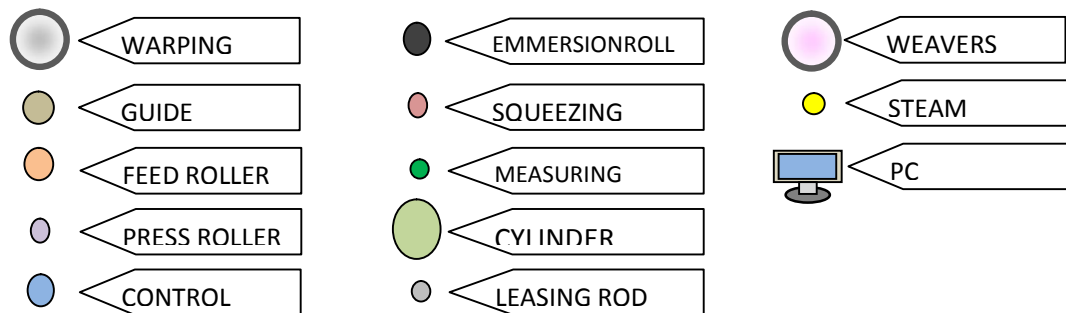 WARPING
GUIDE
FEED ROLLER
PRESS ROLLER
CONTROL
EMMERSIONROLL
SQUEEZING
MEASURING
CYLINDER
LEASING ROD
WEAVERS
STEAM
PC